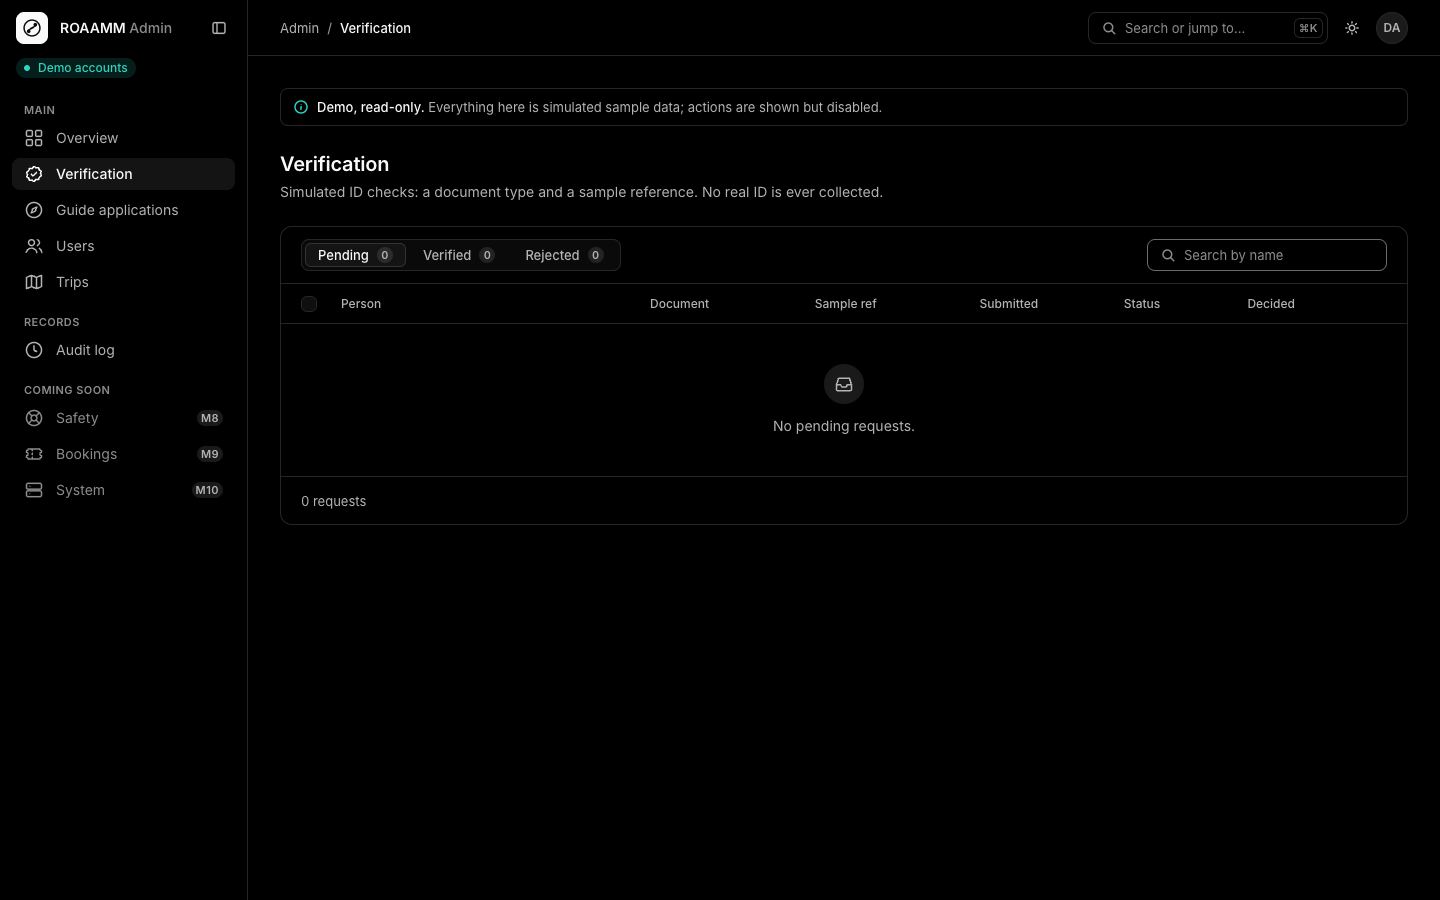 ROAAMM Admin
Demo accounts
MAIN
Overview
Verification
Guide applications
Users
Trips
RECORDS
Audit log
COMING SOON
Safety M8
Bookings M9
System M10
Admin / Verification
Search or jump to... ⌘K
DA
Demo, read-only. Everything here is simulated sample data; actions are shown but disabled.
Verification
Simulated ID checks: a document type and a sample reference. No real ID is ever collected.
Pending 0 Verified 0 Rejected 0
Search by name
Person Document Sample ref Submitted Status Decided
No pending requests.
0 requests